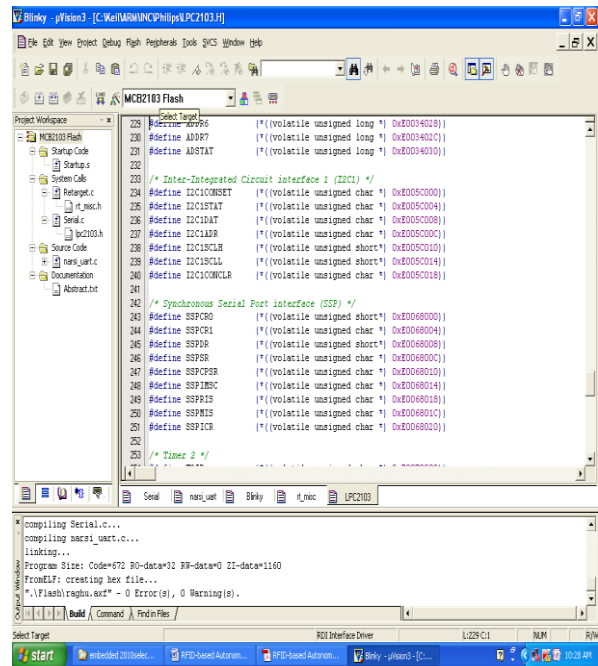 Blinky - µVision3 - [C:\Keil\ARM\INC\Philips\LPC2103.H]
File Edit View Project Debug Flash Peripherals Tools SVCS Window Help
MCB2103 Flash
Select Target
Project Workspace
MCB2103 Flash
Startup Code
Startup.s
System Calls
Retarget.c
rt_misc.h
Serial.c
lpc2103.h
Source Code
narsi_uart.c
Documentation
Abstract.txt
229 #define ADDR6 (*((volatile unsigned long *) 0xE0034028))
230 #define ADDR7 (*((volatile unsigned long *) 0xE003402C))
231 #define ADSTAT (*((volatile unsigned long *) 0xE0034030))
232
233 /* Inter-Integrated Circuit interface 1 (I2C1) */
234 #define I2C1CONSET (*((volatile unsigned char *) 0xE005C000))
235 #define I2C1STAT (*((volatile unsigned char *) 0xE005C004))
236 #define I2C1DAT (*((volatile unsigned char *) 0xE005C008))
237 #define I2C1ADR (*((volatile unsigned char *) 0xE005C00C))
238 #define I2C1SCLH (*((volatile unsigned short*) 0xE005C010))
239 #define I2C1SCLL (*((volatile unsigned short*) 0xE005C014))
240 #define I2C1CONCLR (*((volatile unsigned char *) 0xE005C018))
241
242 /* Synchronous Serial Port interface (SSP) */
243 #define SSPCR0 (*((volatile unsigned short*) 0xE0068000))
244 #define SSPCR1 (*((volatile unsigned char *) 0xE0068004))
245 #define SSPDR (*((volatile unsigned short*) 0xE0068008))
246 #define SSPSR (*((volatile unsigned char *) 0xE006800C))
247 #define SSPCPSR (*((volatile unsigned char *) 0xE0068010))
248 #define SSPIMSC (*((volatile unsigned char *) 0xE0068014))
249 #define SSPRIS (*((volatile unsigned char *) 0xE0068018))
250 #define SSPMIS (*((volatile unsigned char *) 0xE006801C))
251 #define SSPICR (*((volatile unsigned char *) 0xE0068020))
252
253 /* Timer 2 */
Serial narsi_uart Blinky rt_misc LPC2103
compiling Serial.c...
compiling narsi_uart.c...
linking...
Program Size: Code=672 RO-data=32 RW-data=0 ZI-data=1160
FromELF: creating hex file...
".\Flash\raghu.axf" - 0 Error(s), 0 Warning(s).
Output Window
Build Command Find in Files
Select Target RDI Interface Driver L:229 C:1 NUM R/W
start embedded 2010selec... RFID-based Autonom... RFID-based Autonom... Blinky - µVision3 - [C:... 10:28 AM